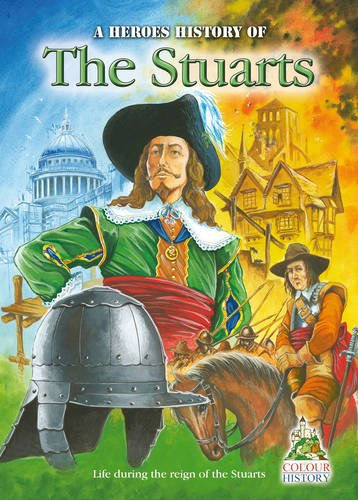 A HEROES HISTORY OF
The Stuarts
Life during the reign of the Stuarts
COLOUR
HISTORY